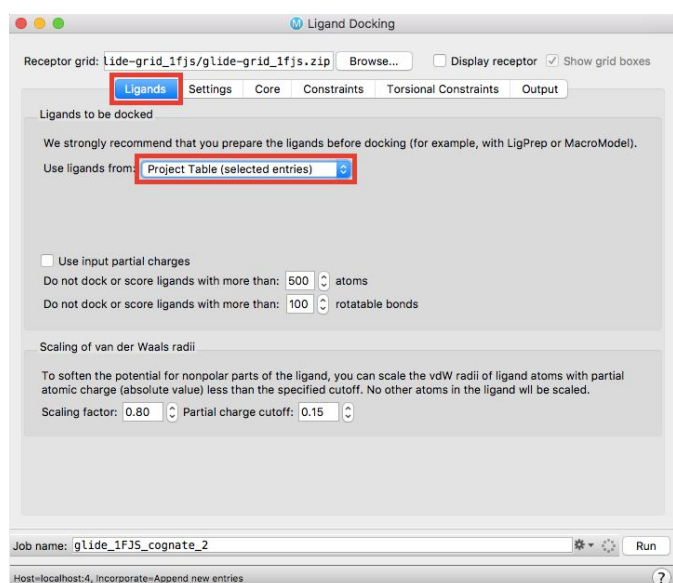 Ligand Docking
Receptor grid: lide-grid_1fjs/glide-grid_1fjs.zip Browse... Display receptor Show grid boxes
Ligands Settings Core Constraints Torsional Constraints Output
Ligands to be docked
We strongly recommend that you prepare the ligands before docking (for example, with LigPrep or MacroModel).
Use ligands from: Project Table (selected entries)
Use input partial charges
Do not dock or score ligands with more than: 500 atoms
Do not dock or score ligands with more than: 100 rotatable bonds
Scaling of van der Waals radii
To soften the potential for nonpolar parts of the ligand, you can scale the vdW radii of ligand atoms with partial
atomic charge (absolute value) less than the specified cutoff. No other atoms in the ligand wll be scaled.
Scaling factor: 0.80 Partial charge cutoff: 0.15
Job name: glide_1FJS_cognate_2 Run
Host=localhost:4, Incorporate=Append new entries ?